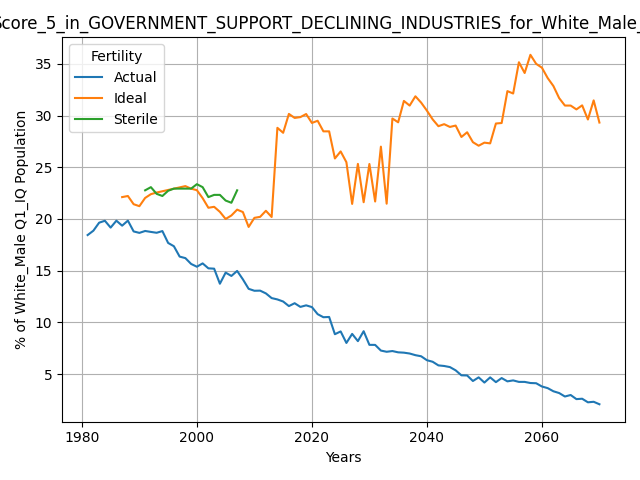 Score_5_in_GOVERNMENT_SUPPORT_DECLINING_INDUSTRIES_for_White_Male_
Fertility
Actual
Ideal
Sterile
% of White_Male Q1_IQ Population
35
30
25
20
15
10
5
1980
2000
2020
2040
2060
Years